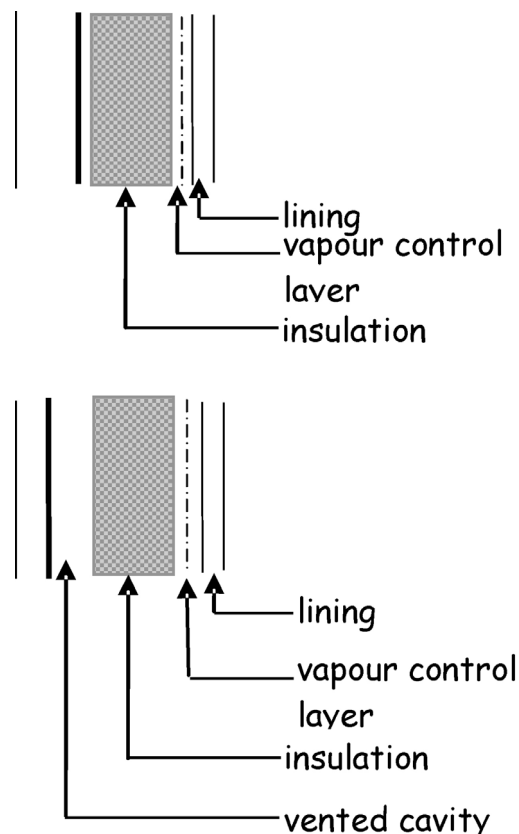 lining
vapour control
layer
insulation
lining
vapour control
layer
insulation
vented cavity